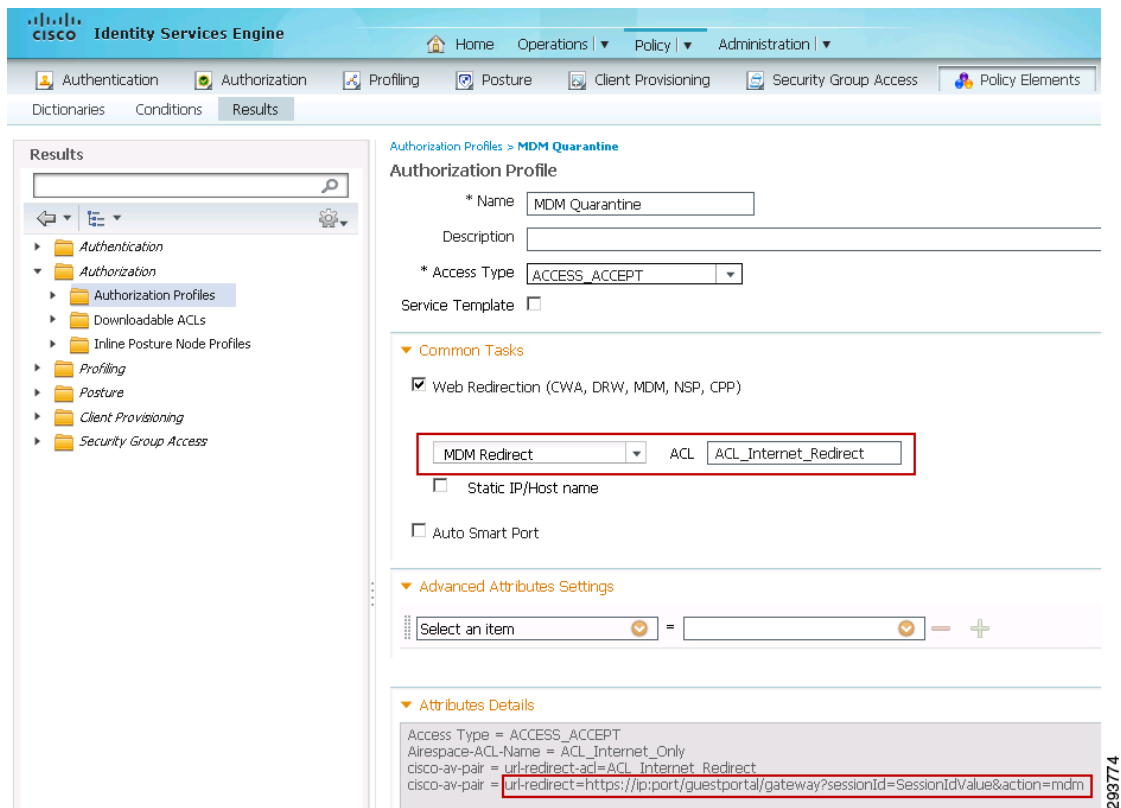 cisco Identity Services Engine
Home Operations Policy Administration
Authentication Authorization Profiling Posture Client Provisioning Security Group Access Policy Elements
Dictionaries Conditions Results
Results
Authentication
Authorization
Authorization Profiles
Downloadable ACLs
Inline Posture Node Profiles
Profiling
Posture
Client Provisioning
Security Group Access
Authorization Profiles > MDM Quarantine
Authorization Profile
* Name MDM Quarantine
Description
* Access Type ACCESS_ACCEPT
Service Template
Common Tasks
Web Redirection (CWA, DRW, MDM, NSP, CPP)
MDM Redirect ACL ACL_Internet_Redirect
Static IP/Host name
Auto Smart Port
Advanced Attributes Settings
Select an item =
Attributes Details
Access Type = ACCESS_ACCEPT
Airespace-ACL-Name = ACL_Internet_Only
cisco-av-pair = url-redirect-acl=ACL_Internet_Redirect
cisco-av-pair = url-redirect=https://ip:port/guestportal/gateway?sessionId=SessionIdValue&action=mdm
293774